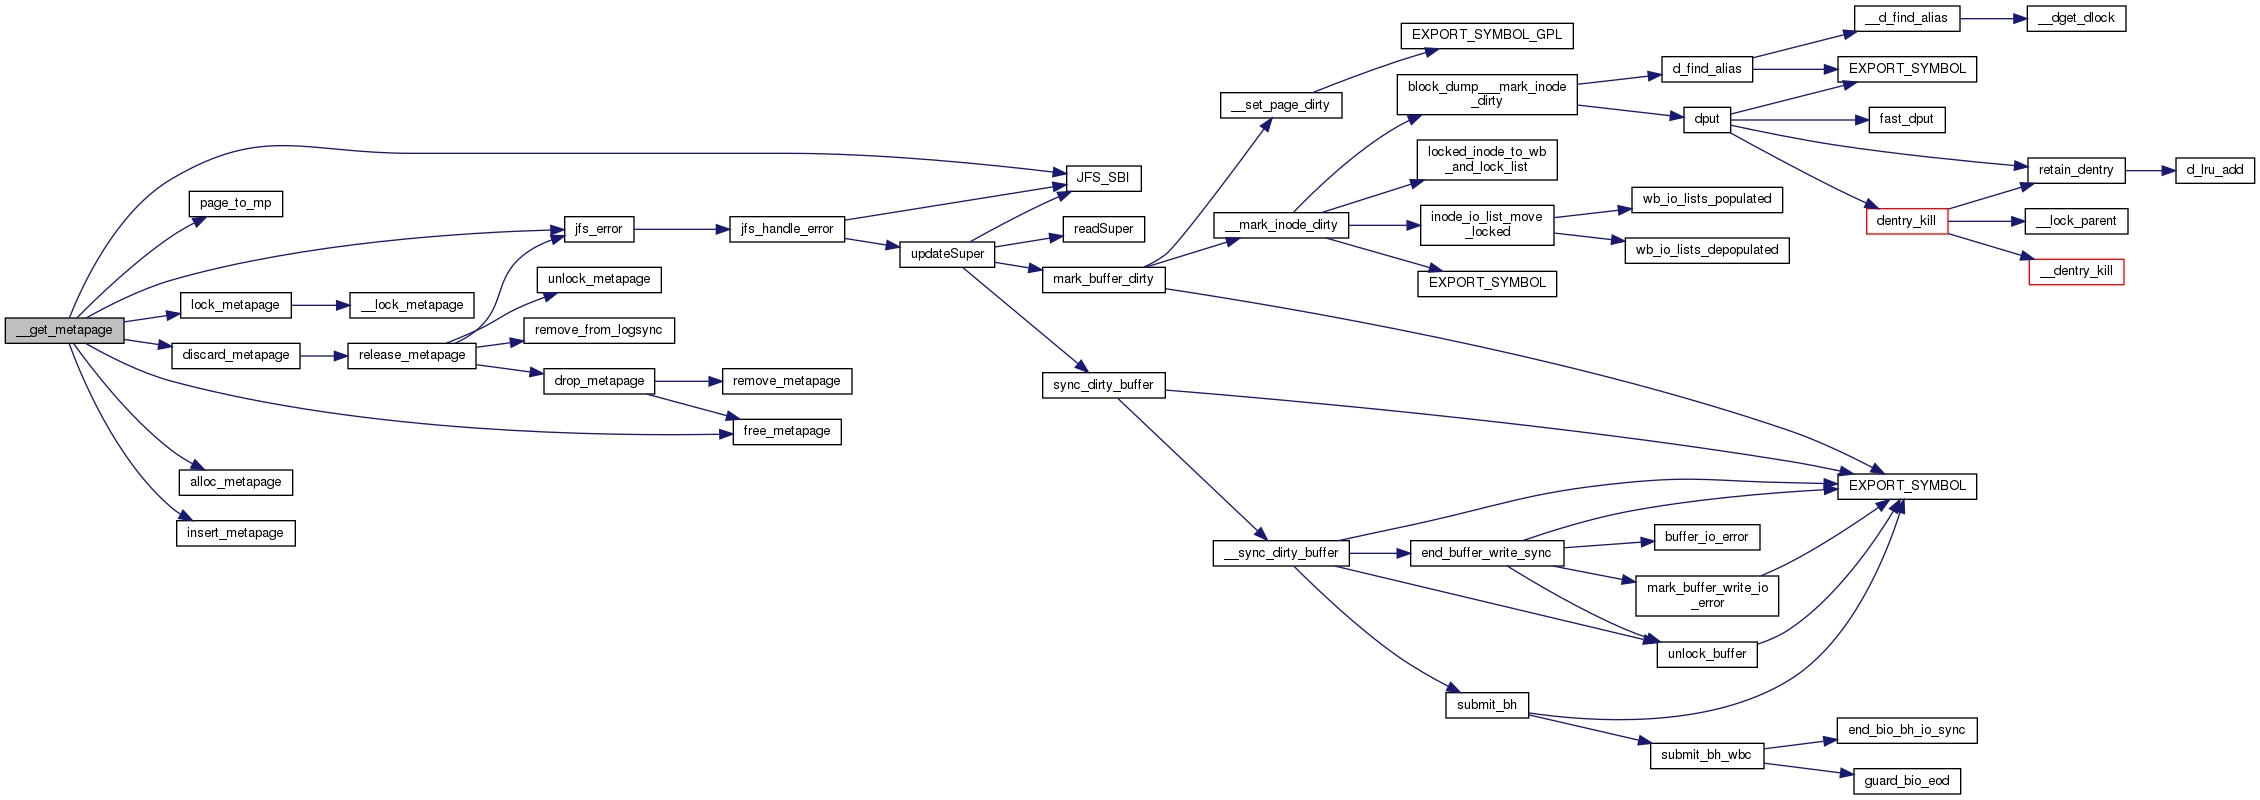 __get_metapage
page_to_mp
lock_metapage
discard_metapage
alloc_metapage
insert_metapage
__lock_metapage
release_metapage
jfs_error
unlock_metapage
remove_from_logsync
drop_metapage
jfs_handle_error
remove_metapage
free_metapage
updateSuper
JFS_SBI
readSuper
mark_buffer_dirty
sync_dirty_buffer
__set_page_dirty
__mark_inode_dirty
__sync_dirty_buffer
EXPORT_SYMBOL_GPL
block_dump___mark_inode
_dirty
locked_inode_to_wb
_and_lock_list
inode_io_list_move
_locked
EXPORT_SYMBOL
end_buffer_write_sync
submit_bh
d_find_alias
dput
wb_io_lists_populated
wb_io_lists_depopulated
buffer_io_error
mark_buffer_write_io
_error
unlock_buffer
submit_bh_wbc
__d_find_alias
EXPORT_SYMBOL
fast_dput
dentry_kill
EXPORT_SYMBOL
end_bio_bh_io_sync
guard_bio_eod
__dget_dlock
retain_dentry
__lock_parent
__dentry_kill
d_lru_add